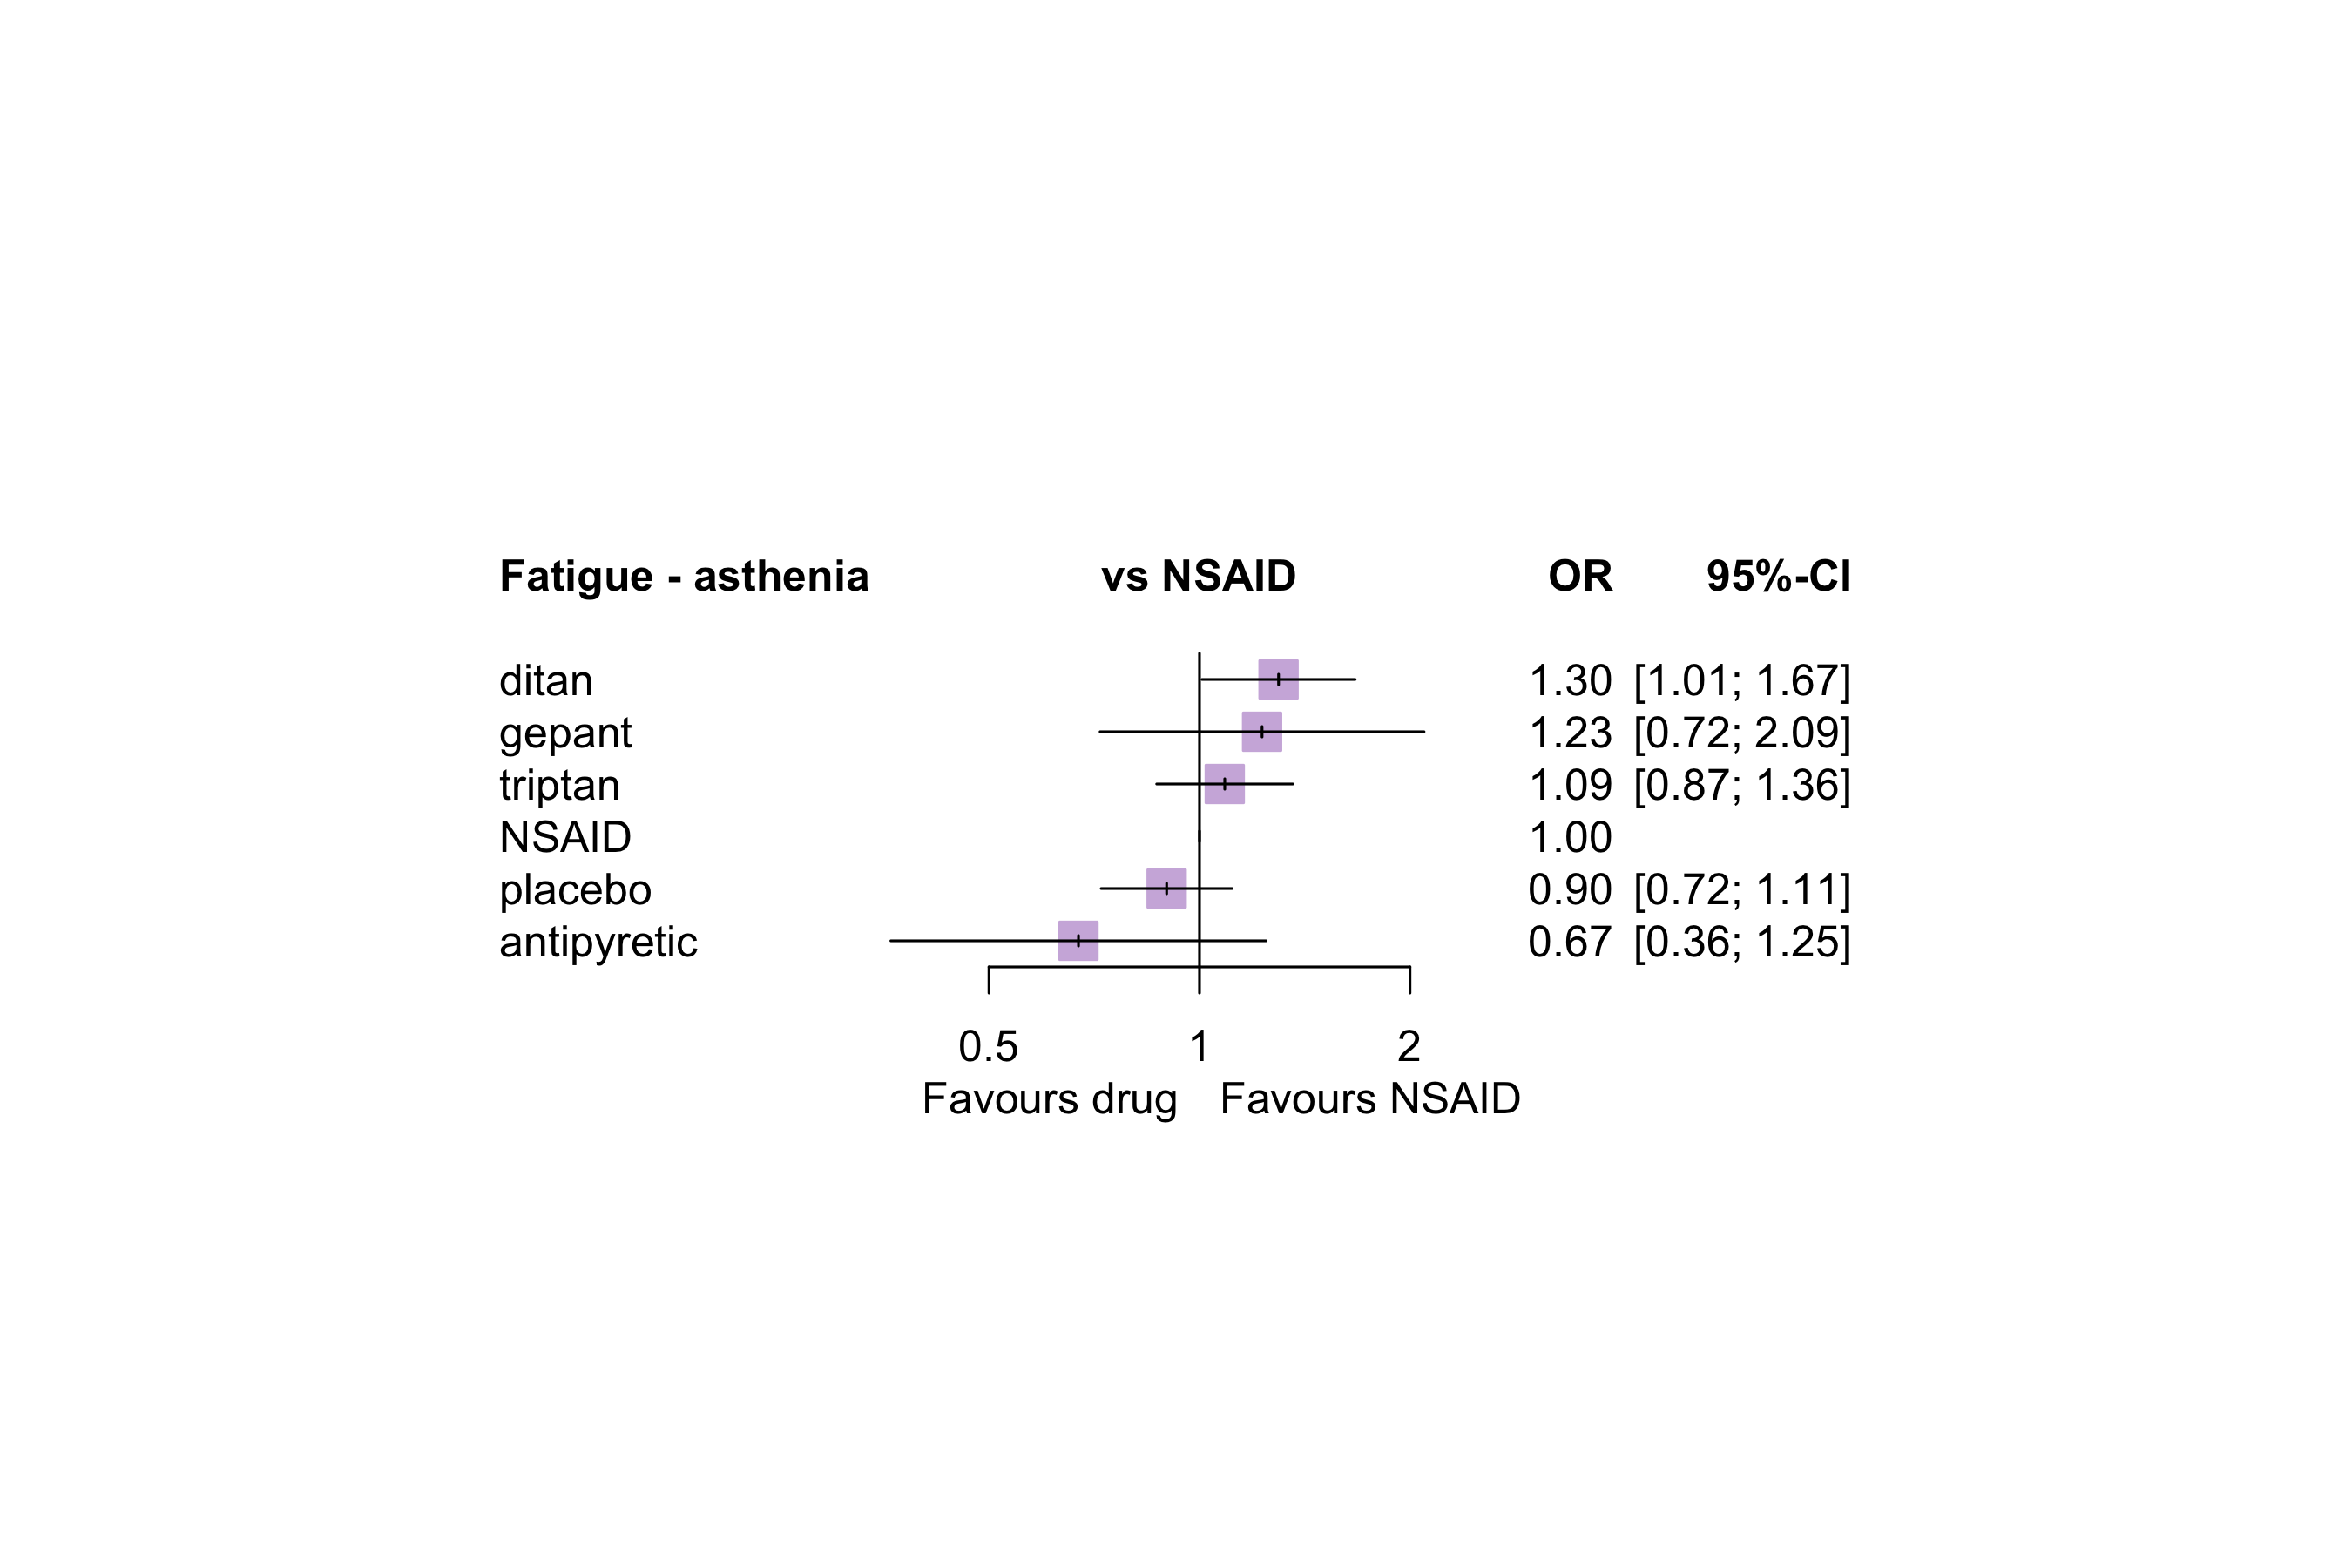 Fatigue - asthenia vs NSAID OR 95%-CI
ditan 1.30 [1.01; 1.67]
gepant 1.23 [0.72; 2.09]
triptan 1.09 [0.87; 1.36]
NSAID 1.00
placebo 0.90 [0.72; 1.11]
antipyretic 0.67 [0.36; 1.25]
0.5 1 2
Favours drug Favours NSAID